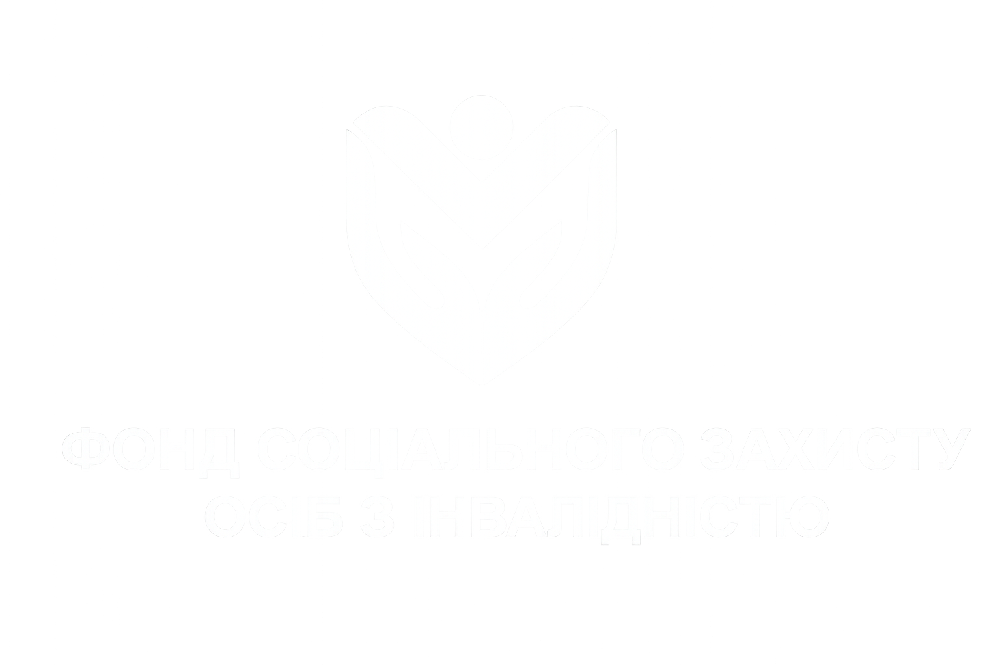 ФОНД СОЦІАЛЬНОГО ЗАХИСТУ
ОСІБ З ІНВАЛІДНІСТЮ